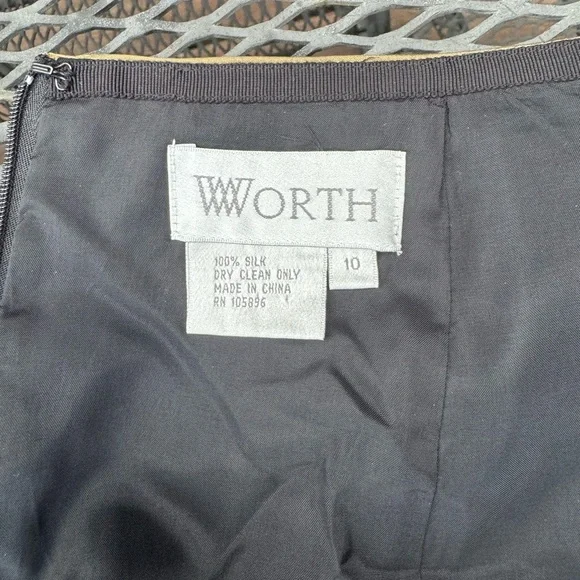 WORTH
100% SILK
DRY CLEAN ONLY
MADE IN CHINA
RN 105896
10